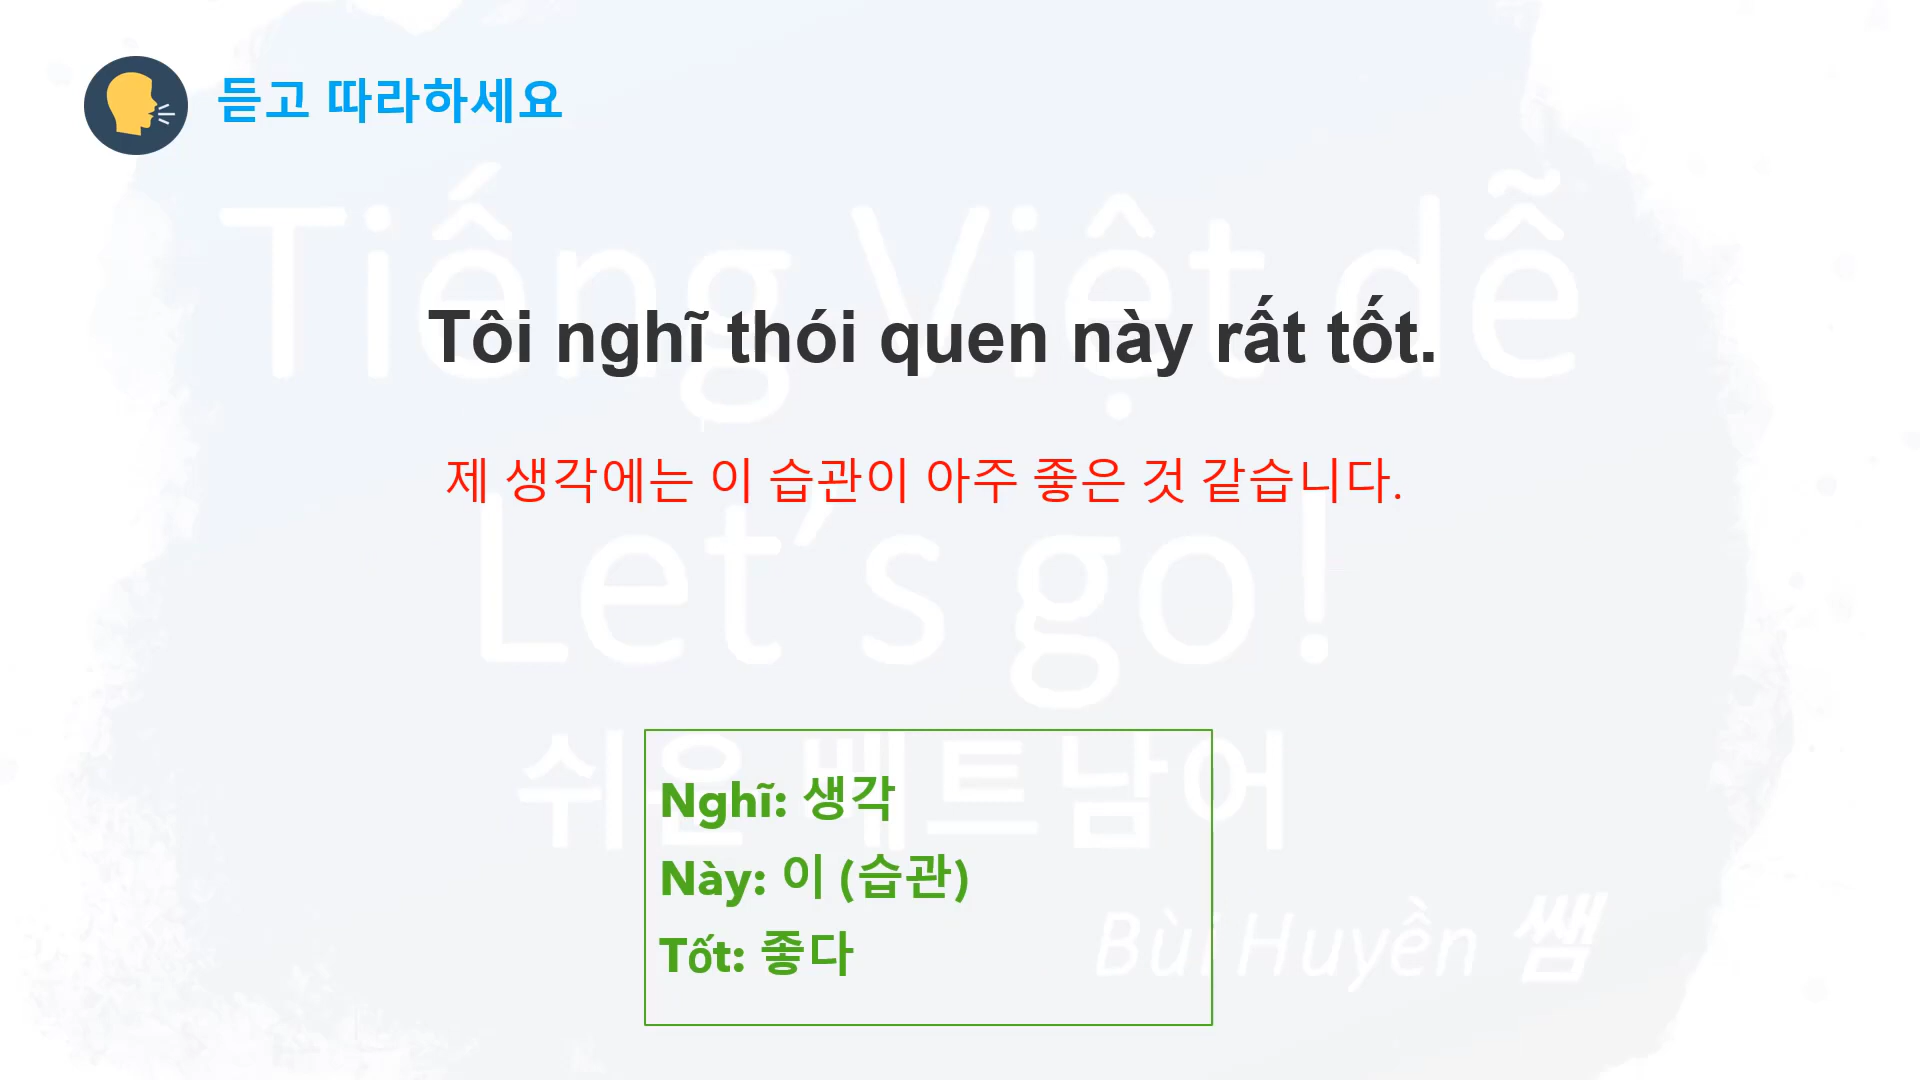 듣고 따라하세요
Tiếng Việt dễ
Tôi nghĩ thói quen này rất tốt.
제 생각에는 이 습관이 아주 좋은 것 같습니다.
Let's go!
쉬운 베트남어
Nghĩ: 생각
Này: 이 (습관)
Tốt: 좋다
Bùi Huyền 쌤